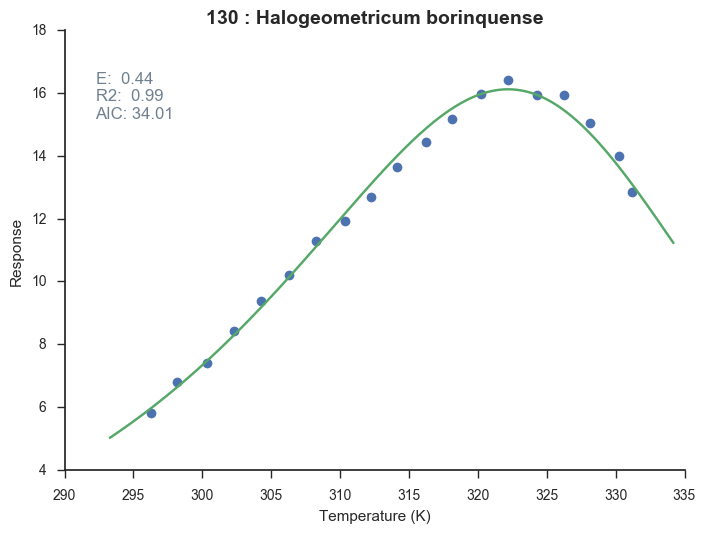 130 : Halogeometricum borinquense
E: 0.44
R2: 0.99
AIC: 34.01
Response
18
16
14
12
10
8
6
4
290 295 300 305 310 315 320 325 330 335
Temperature (K)